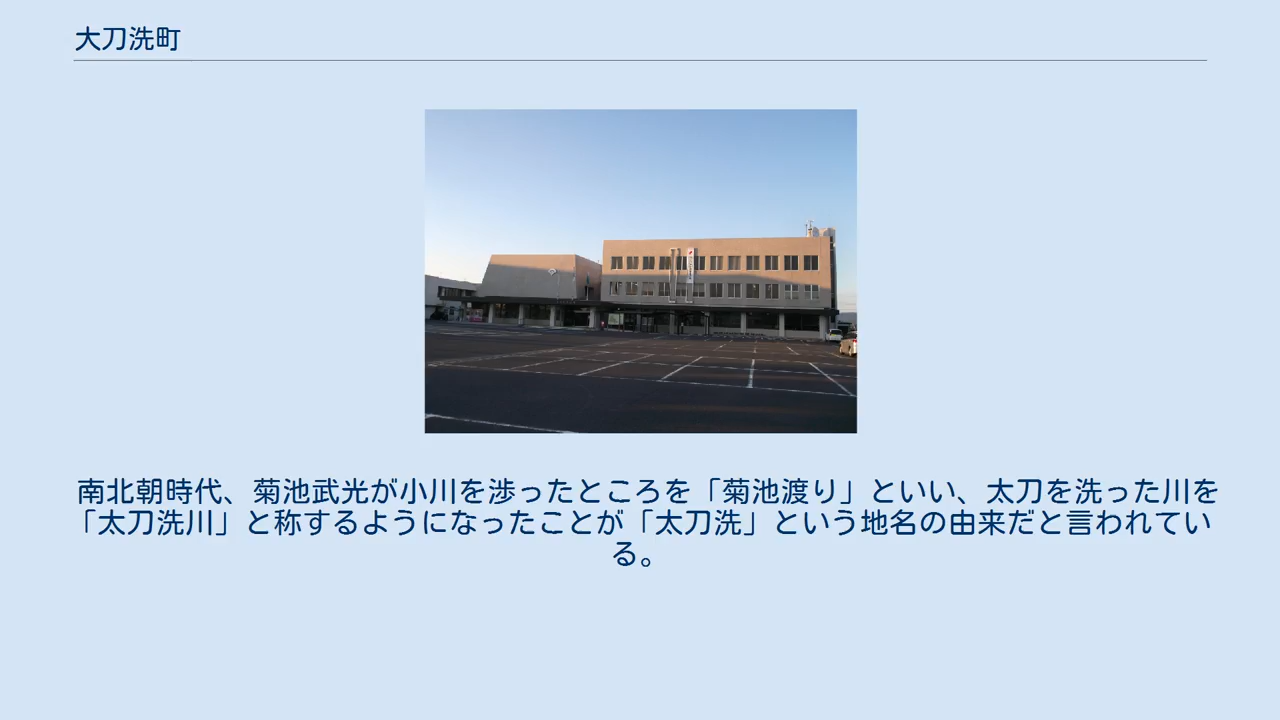 大刀洗町
南北朝時代、菊池武光が小川を渉ったところを「菊池渡り」といい、太刀を洗った川を
「太刀洗川」と称するようになったことが「太刀洗」という地名の由来だと言われてい
る。